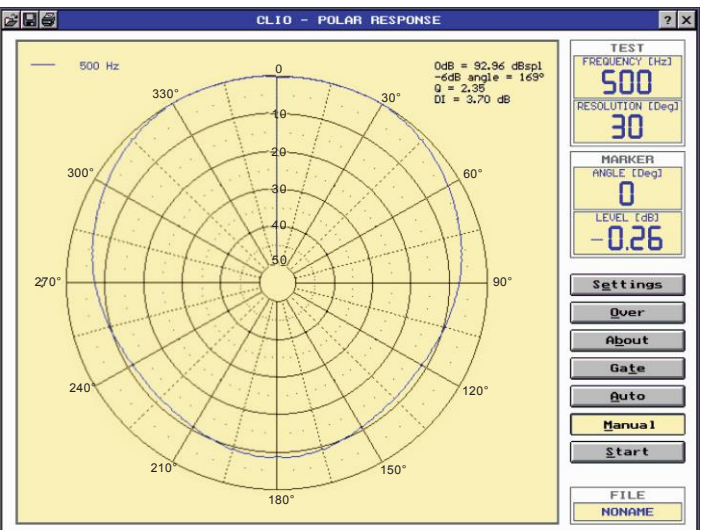 CLIO - POLAR RESPONSE
? x
500 Hz
0dB = 92.96 dBspl
-6dB angle = 169°
Q = 2.35
DI = 3.70 dB
0
330°
30°
10
300°
20
60°
30
40
50
270°
90°
240°
120°
210°
150°
180°
TEST
FREQUENCY [Hz]
500
RESOLUTION [Deg]
30
MARKER
ANGLE [Deg]
0
LEVEL [dB]
-0.26
Settings
Over
About
Gate
Auto
Manual
Start
FILE
NONAME